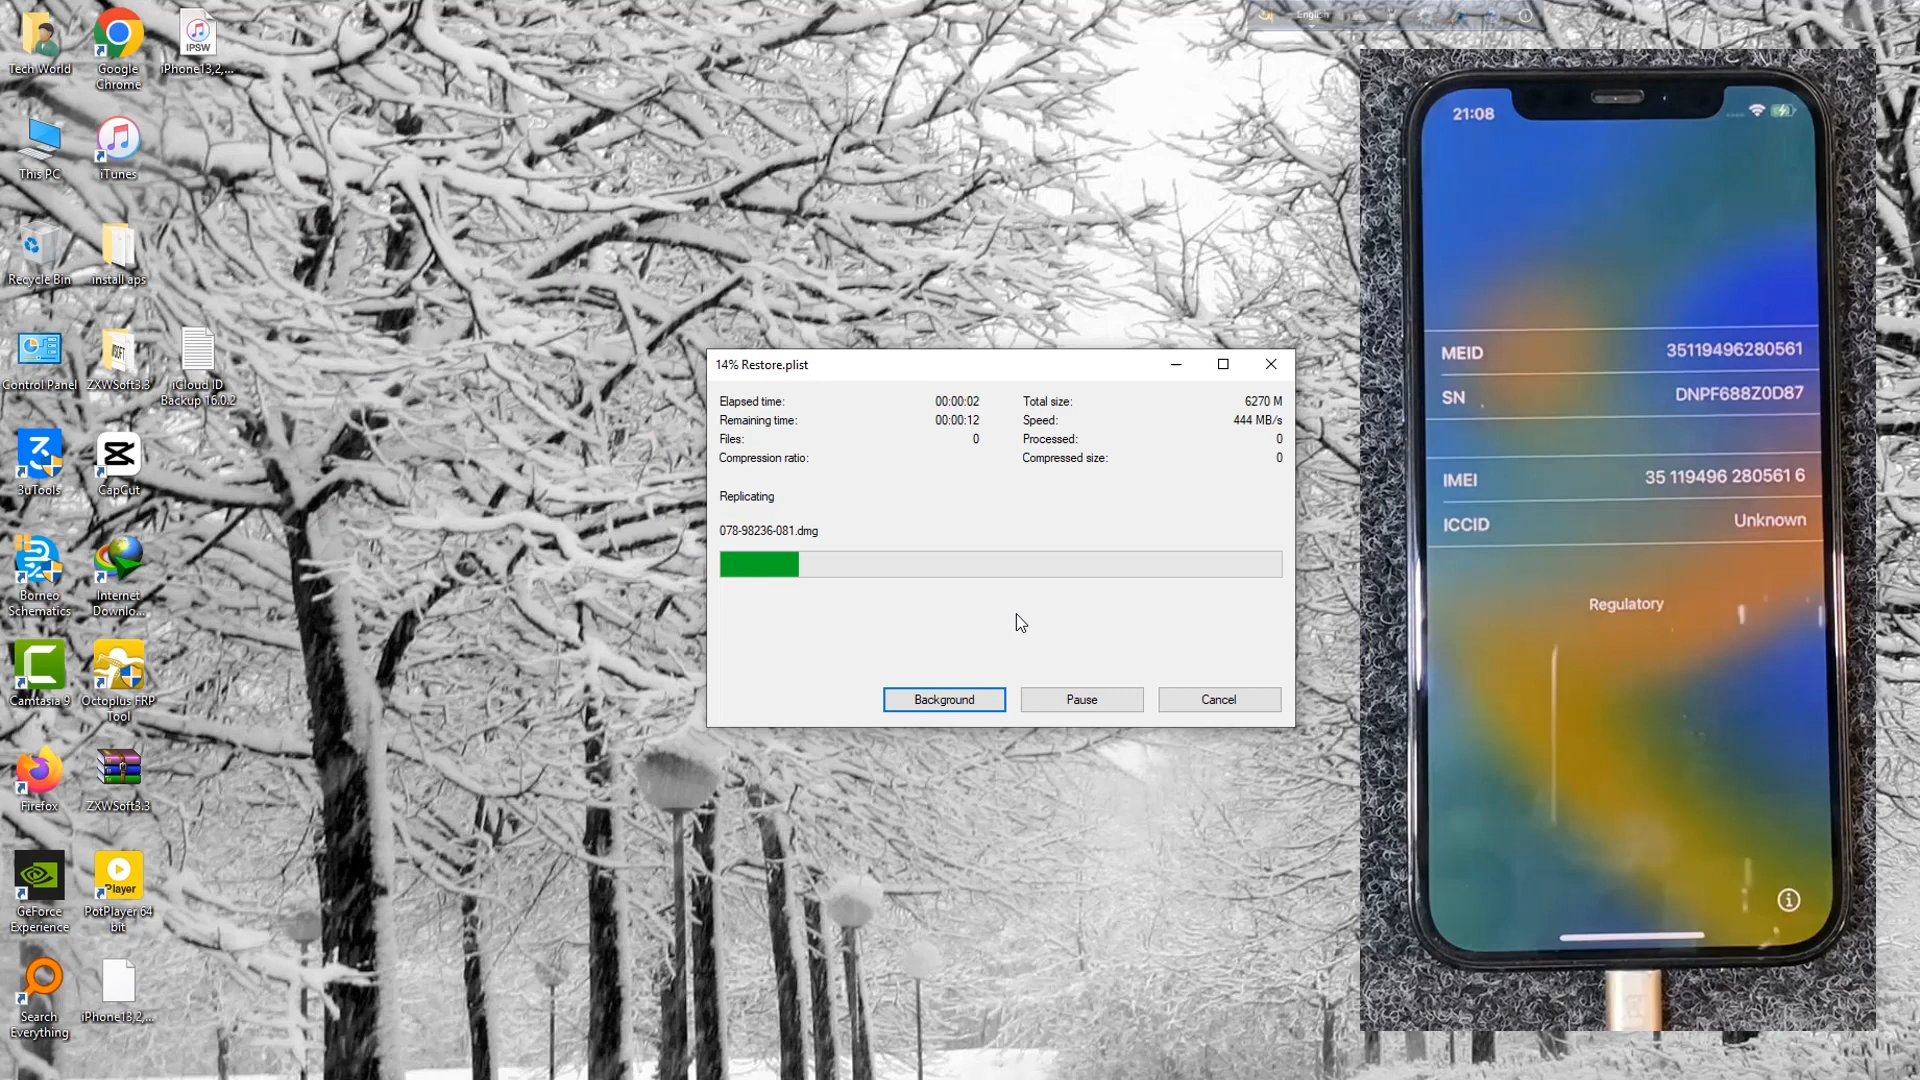 Tech World
Google
Chrome
IPSW
iPhone13,2,...
This PC
iTunes
Recycle Bin
install aps
Control Panel
ZXWSoft3.3
iCloud ID
Backup 16.0.2
3uTools
CapCut
Borneo
Schematics
Internet
Downlo...
Camtasia 9
Octoplus FRP
Tool
Firefox
ZXWSoft3.3
GeForce
Experience
Player
PotPlayer 64
bit
Search
Everything
iPhone13,2,...
English
14% Restore.plist
Elapsed time: 00:00:02 Total size: 6270 M
Remaining time: 00:00:12 Speed: 444 MB/s
Files: 0 Processed: 0
Compression ratio: Compressed size: 0
Replicating
078-98236-081.dmg
Background Pause Cancel
21:08
MEID 35119496280561
SN DNPF688Z0D87
IMEI 35 119496 280561 6
ICCID Unknown
Regulatory